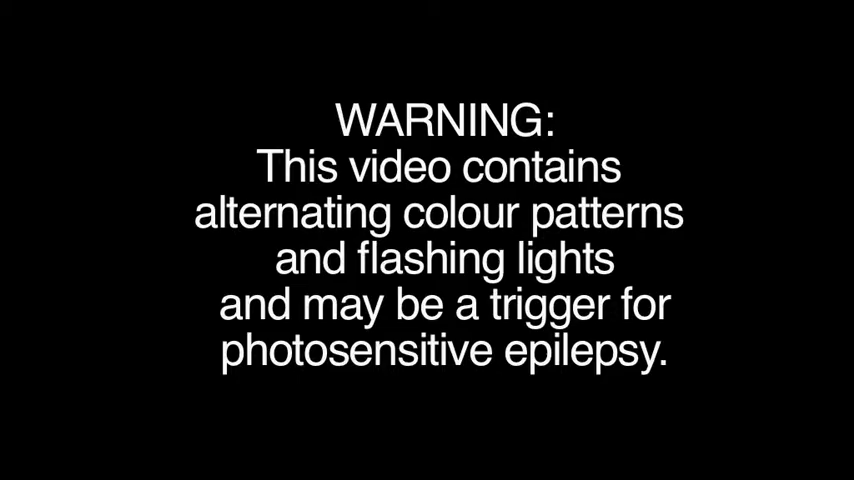 WARNING:
This video contains
alternating colour patterns
and flashing lights
and may be a trigger for
photosensitive epilepsy.